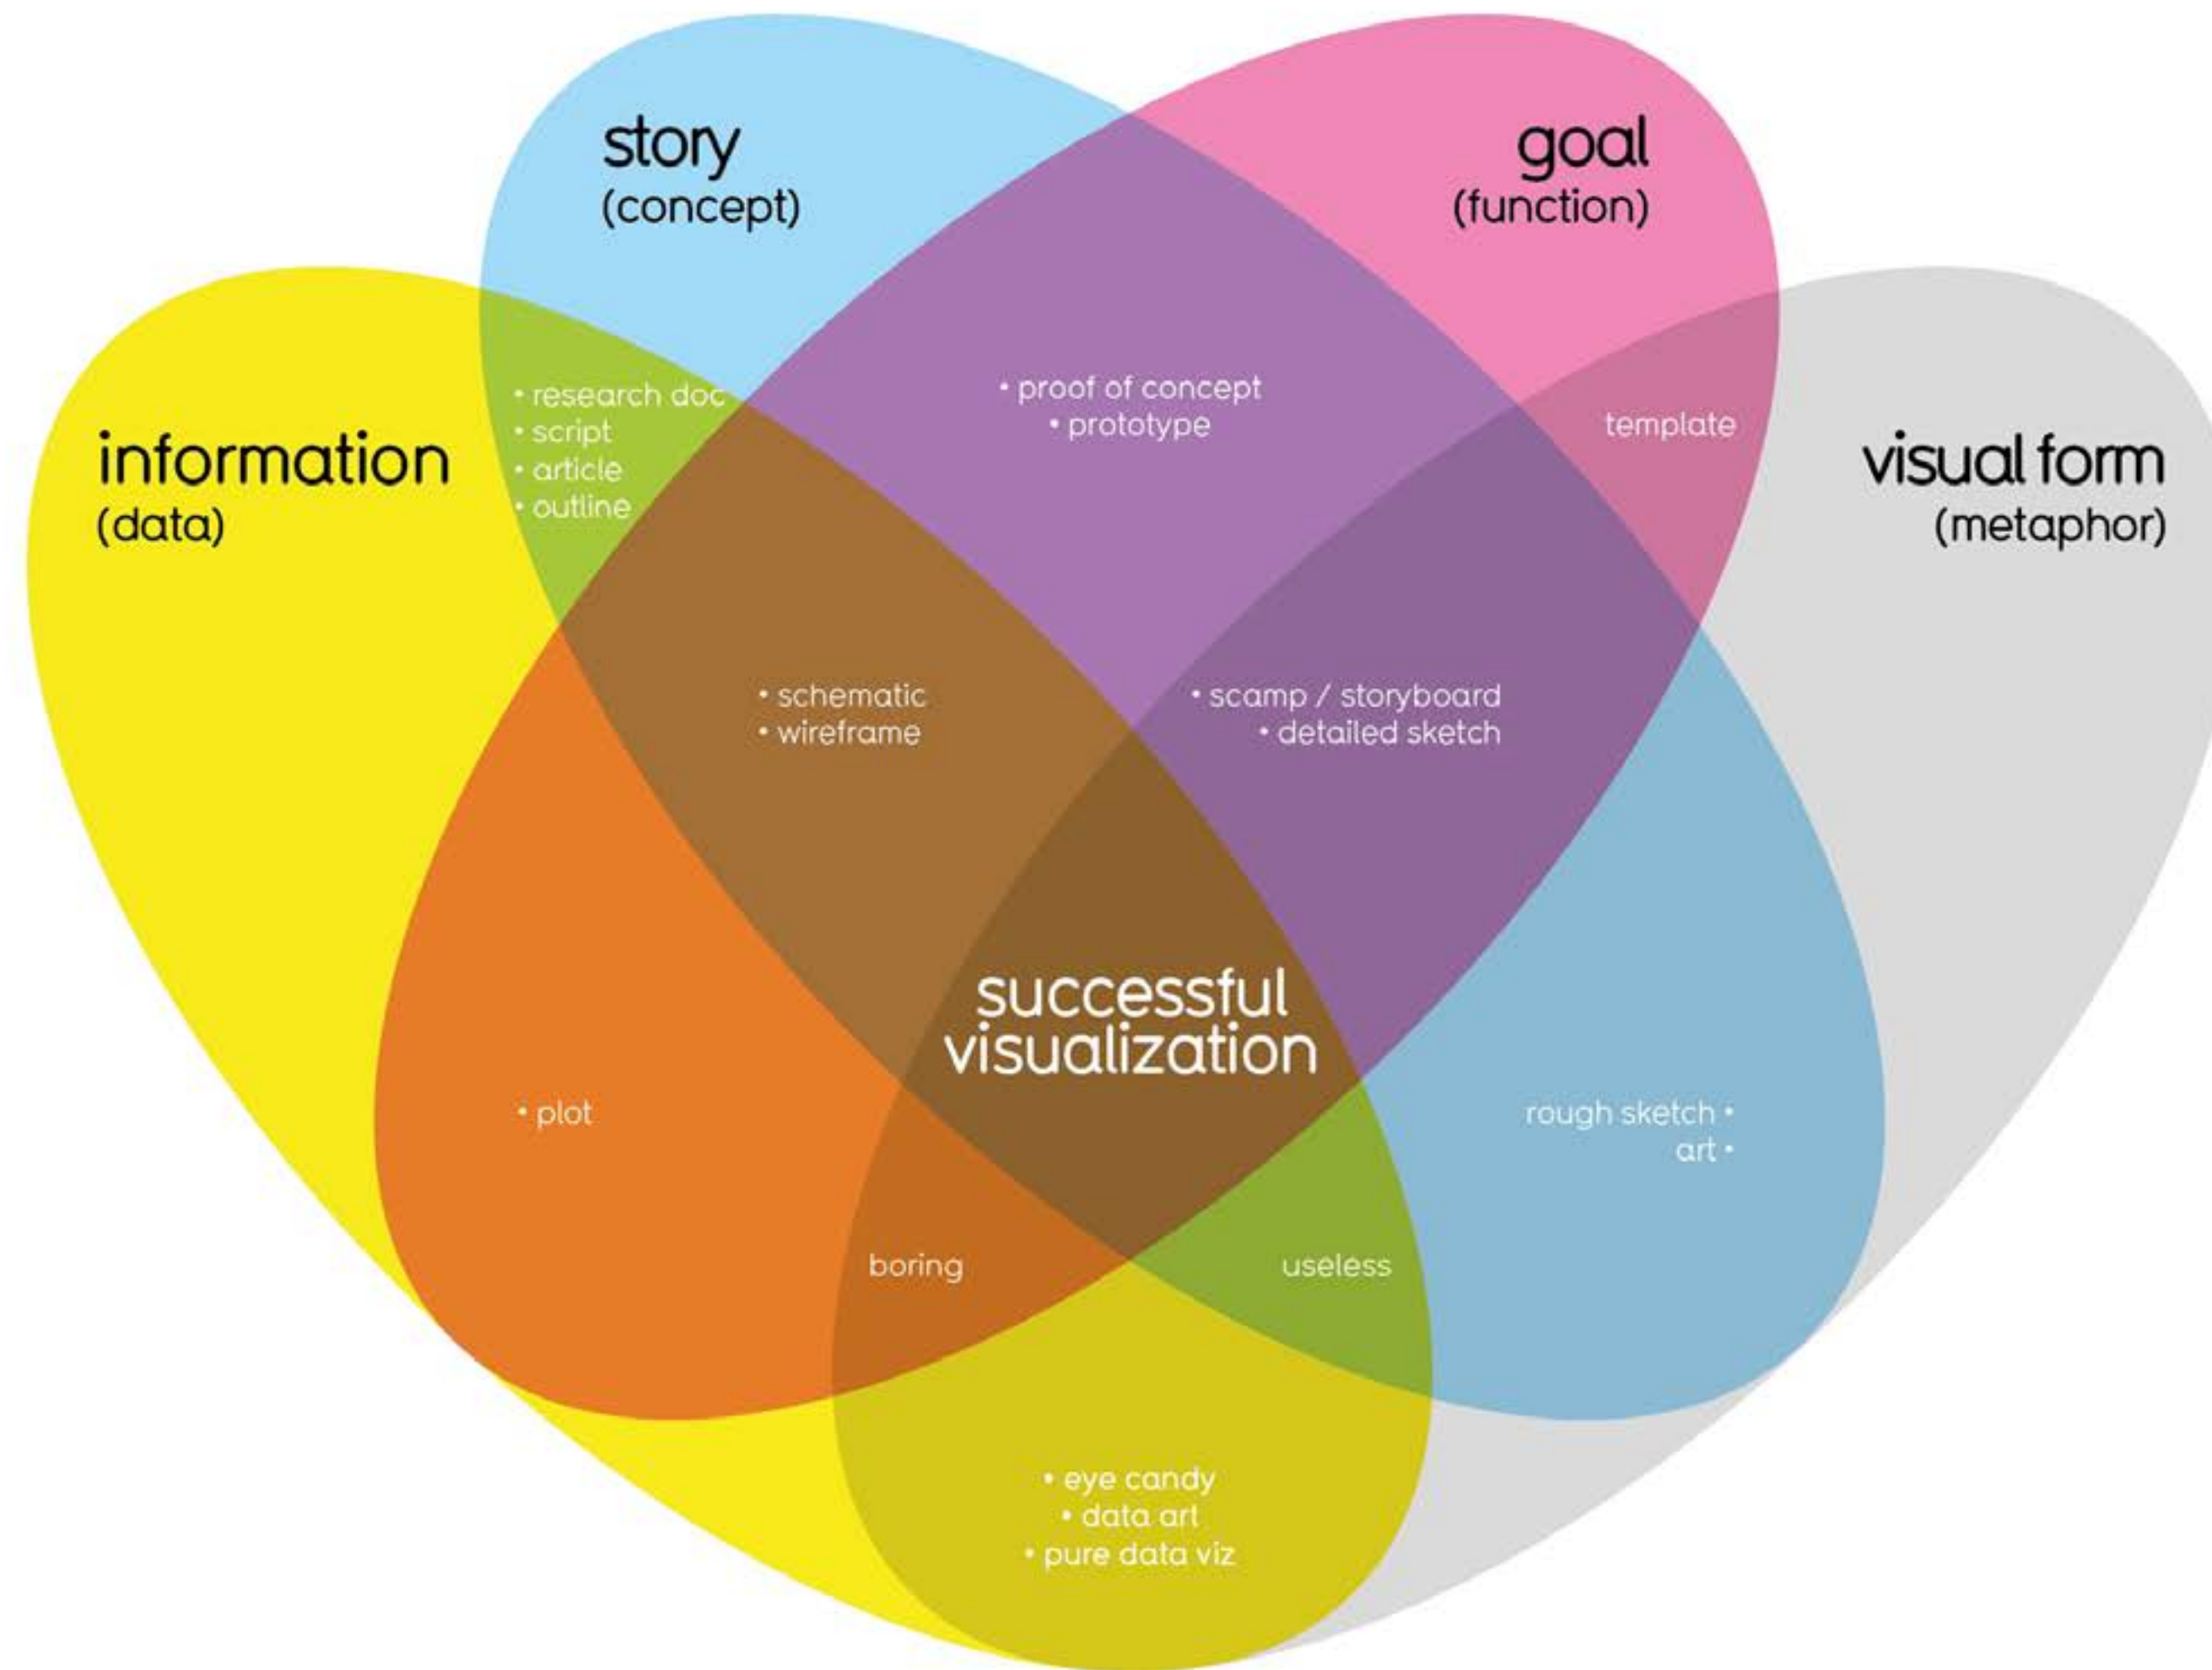 story
(concept)
goal
(function)
information
(data)
visual form
(metaphor)
• research doc
• script
• article
• outline
• proof of concept
• prototype
template
• schematic
• wireframe
• scamp / storyboard
• detailed sketch
successful
visualization
• plot
rough sketch •
art •
boring
useless
• eye candy
• data art
• pure data viz